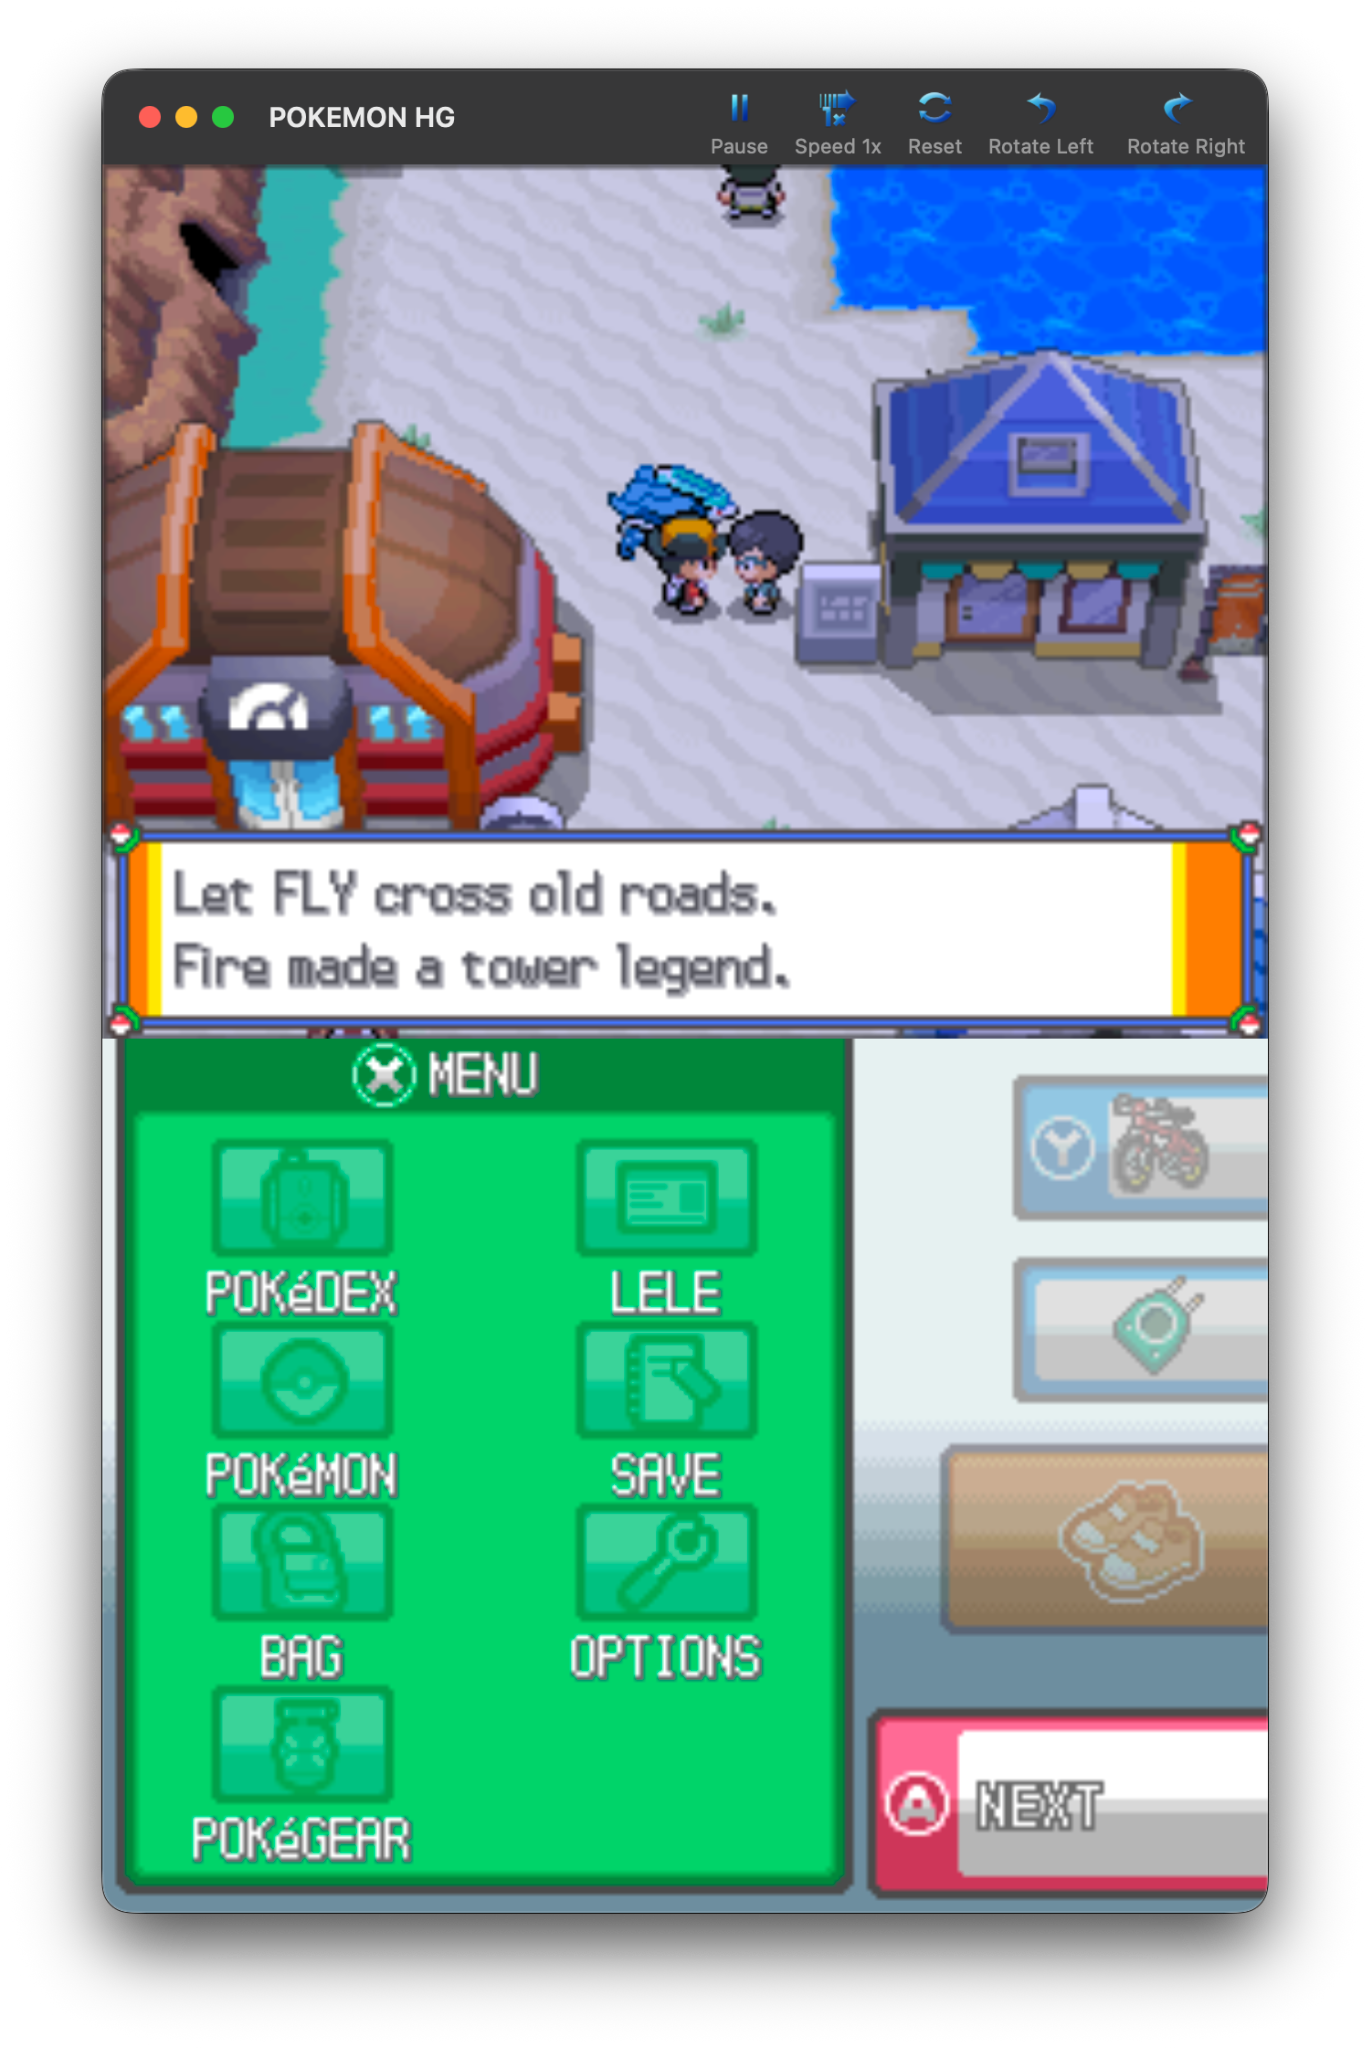 POKEMON HG
Pause
Speed 1x
Reset
Rotate Left
Rotate Right
Let FLY cross old roads.
Fire made a tower legend.
X MENU
POKéDEX
LELE
Y
POKéMON
SAVE
BAG
OPTIONS
POKéGEAR
A NEXT